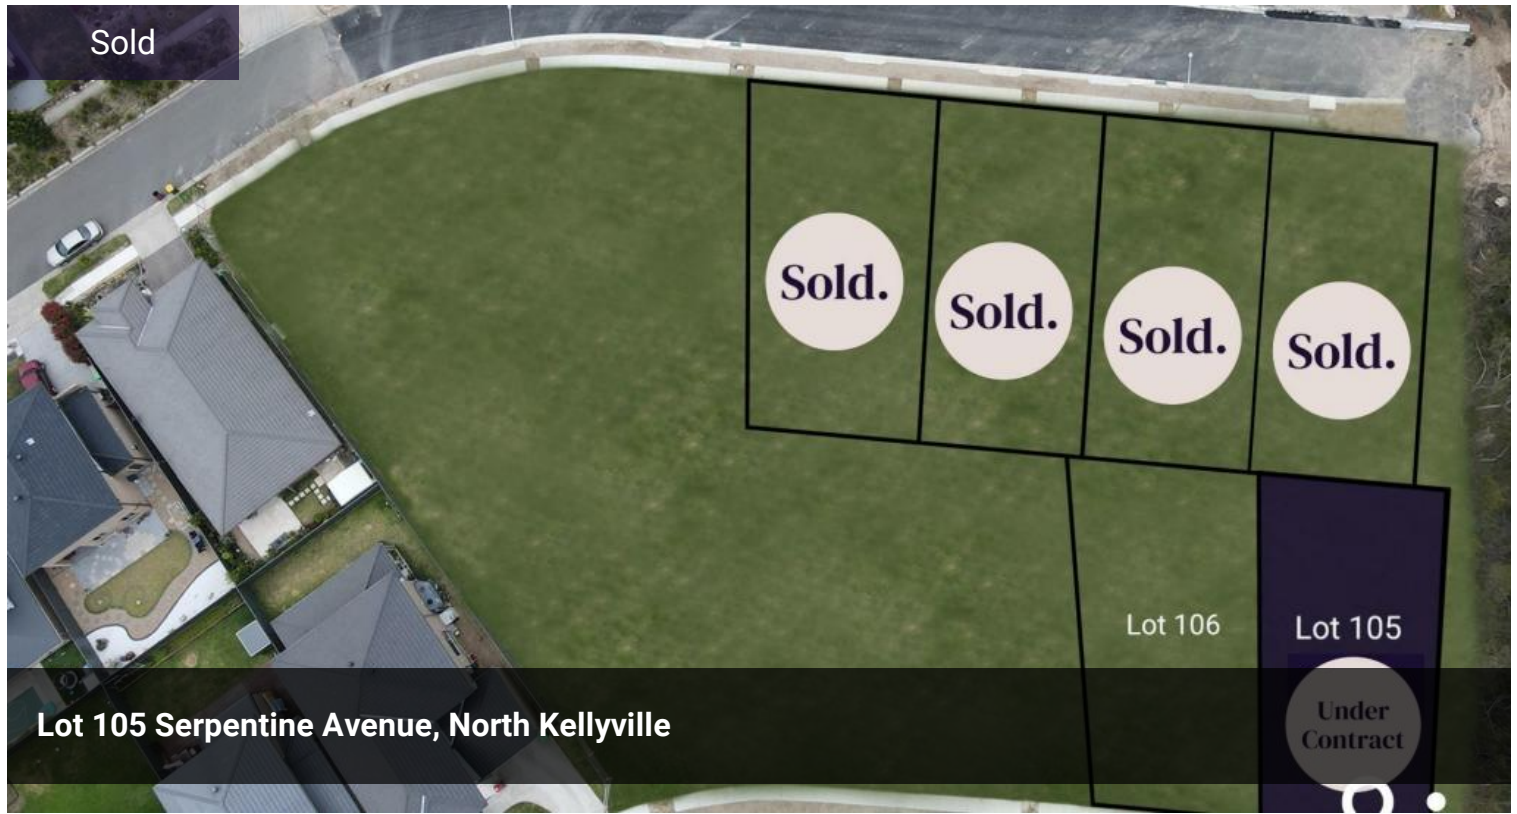 Sold
Sold.
Sold.
Sold.
Sold.
Lot 106
Lot 105
Under
Contract
Lot 105 Serpentine Avenue, North Kellyville